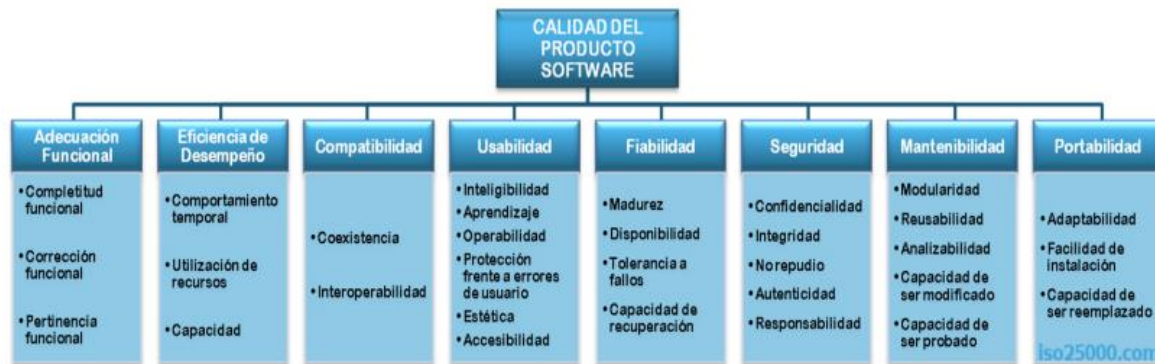 CALIDAD DEL
PRODUCTO
SOFTWARE
Adecuación
Funcional
• Completitud
funcional
• Corrección
funcional
• Pertinencia
funcional
Eficiencia de
Desempeño
• Comportamiento
temporal
• Utilización de
recursos
• Capacidad
Compatibilidad
• Coexistencia
• Interoperabilidad
Usabilidad
• Inteligibilidad
• Aprendizaje
• Operabilidad
• Protección
frente a errores
de usuario
• Estética
• Accesibilidad
Fiabilidad
• Madurez
• Disponibilidad
• Tolerancia a
fallos
• Capacidad de
recuperación
Seguridad
• Confidencialidad
• Integridad
• No repudio
• Autenticidad
• Responsabilidad
Mantenibilidad
• Modularidad
• Reusabilidad
• Analizabilidad
• Capacidad de
ser modificado
• Capacidad de
ser probado
Portabilidad
• Adaptabilidad
• Facilidad de
instalación
• Capacidad de
ser reemplazado
iso25000.com